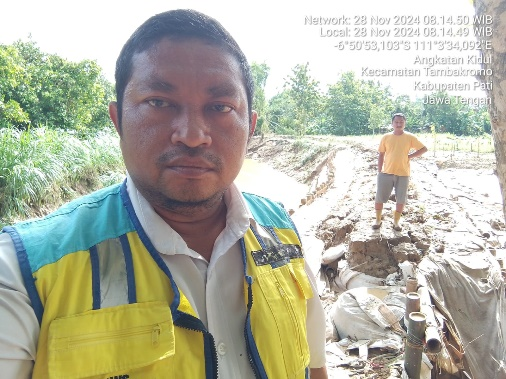 Network: 28 Nov 2024 08.14.50 WIB
Local: 28 Nov 2024 08.14.49 WIB
-6°50'53,103"S 111°3'34,092"E
Angkatan Kidul
Kecamatan Tambakromo
Kabupaten Pati
Jawa Tengah